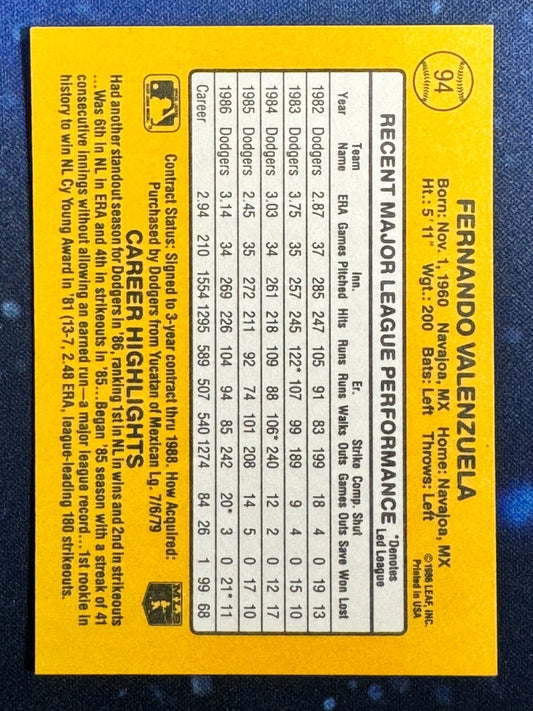 94
FERNANDO VALENZUELA
Born: Nov. 1, 1960 Navajoa, MX Home: Navajoa, MX
Ht.: 5'11" Wgt.: 200 Bats: Left Throws: Left
©1986 LEAF, INC.
Printed in USA
RECENT MAJOR LEAGUE PERFORMANCE
*Denotes
Led League
Team Inn. Er. Strike Comp. Shut
Year Name ERA Games Pitched Hits Runs Runs Walks Outs Games Outs Save Won Lost
1982 Dodgers 2.87 37 285 247 105 91 83 199 18 4 0 19 13
1983 Dodgers 3.75 35 257 245 122* 107 99 189 9 4 0 15 10
1984 Dodgers 3.03 34 261 218 109 88 106* 240 12 2 0 12 17
1985 Dodgers 2.45 35 272 211 92 74 101 208 14 5 0 17 10
1986 Dodgers 3.14 34 269 226 104 94 85 242 20* 3 0 21* 11
Career 2.94 210 1554 1295 589 507 540 1274 84 26 1 99 68
Contract Status: Signed to 3-year contract thru 1988. How Acquired:
Purchased by Dodgers from Yucatan of Mexican Lg. 7/6/79
MLBPA
CAREER HIGHLIGHTS
Had another standout season for Dodgers in '86, ranking 1st in NL in wins and 2nd in strikeouts
...Was 6th in NL in ERA and 4th in strikeouts in '85...Began '85 season with a streak of 41
consecutive innings without allowing an earned run—a major league record...1st rookie in
history to win NL Cy Young Award in '81 (13-7, 2.48 ERA, league-leading 180 strikeouts.